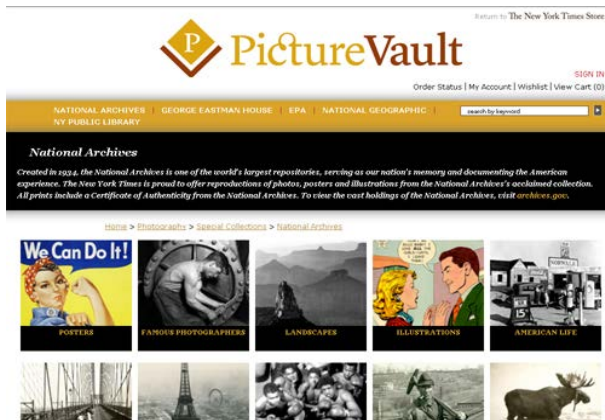 Return to The New York Times Store
P PictureVault
SIGN IN
Order Status | My Account | Wishlist | View Cart (0)
NATIONAL ARCHIVES | GEORGE EASTMAN HOUSE | EPA | NATIONAL GEOGRAPHIC |
search by keyword
NY PUBLIC LIBRARY
National Archives
Created in 1934, the National Archives is one of the world's largest repositories, serving as our nation's memory and documenting the American
experience. The New York Times is proud to offer reproductions of photos, posters and illustrations from the National Archives's acclaimed collection.
All prints include a Certificate of Authenticity from the National Archives. To view the vast holdings of the National Archives, visit archives.gov.
Home > Photography > Special Collections > National Archives
We Can Do It!
NORWALK
15
POSTERS
FAMOUS PHOTOGRAPHERS
LANDSCAPES
ILLUSTRATIONS
AMERICAN LIFE